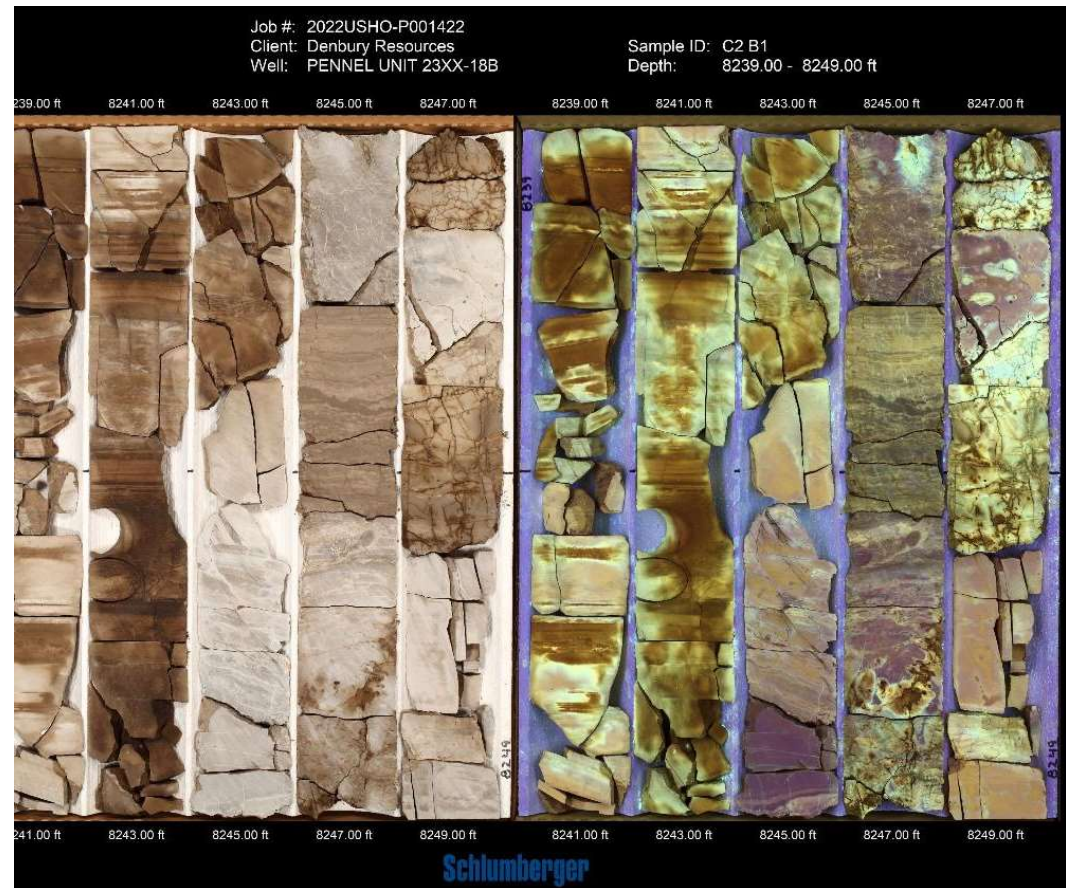 Job #: 2022USHO-P001422
Client: Denbury Resources
Well: PENNEL UNIT 23XX-18B
Sample ID: C2 B1
Depth: 8239.00 - 8249.00 ft
239.00 ft 8241.00 ft 8243.00 ft 8245.00 ft 8247.00 ft 8239.00 ft 8241.00 ft 8243.00 ft 8245.00 ft 8247.00 ft
8239
8249
8249
241.00 ft 8243.00 ft 8245.00 ft 8247.00 ft 8249.00 ft 8241.00 ft 8243.00 ft 8245.00 ft 8247.00 ft 8249.00 ft
Schlumberger